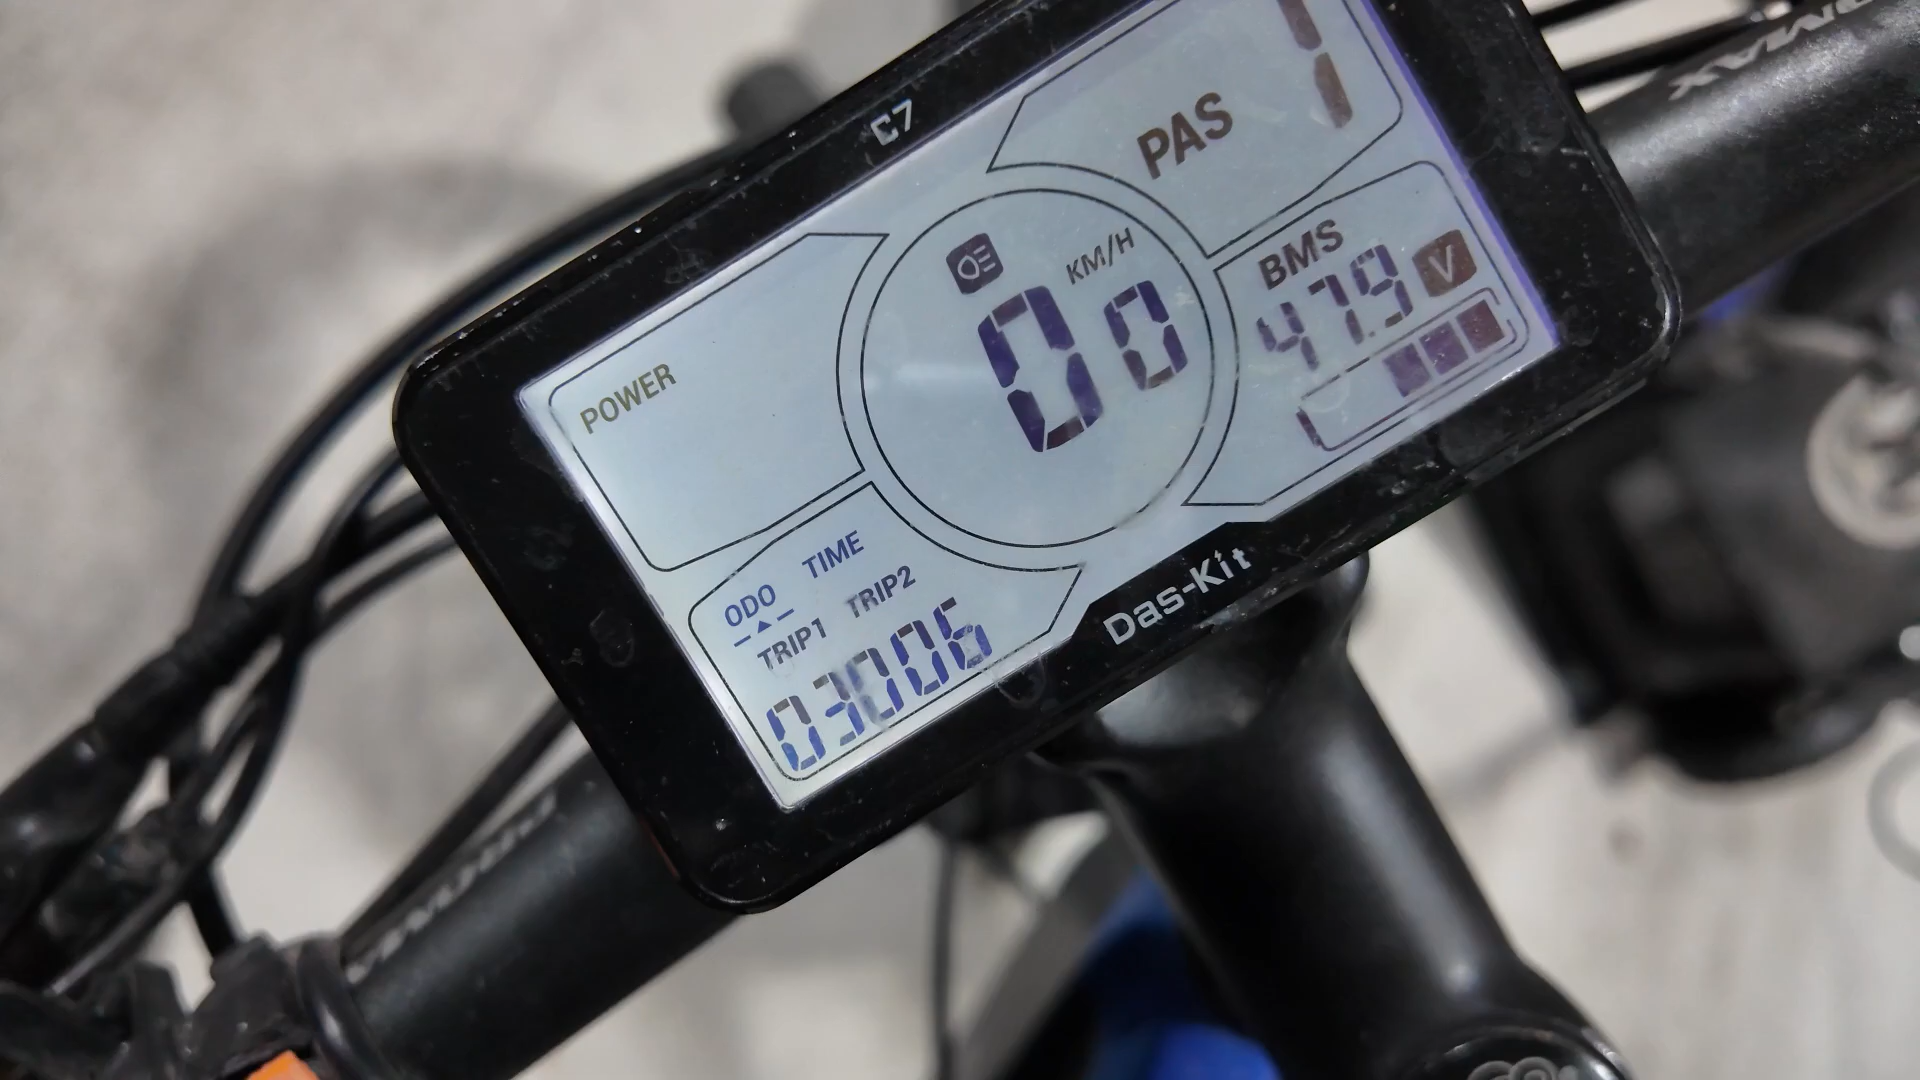 C7
PAS 1
KM/H
00
BMS
47.9 V
POWER
ODO TIME
TRIP1 TRIP2
03006
Das-Kit